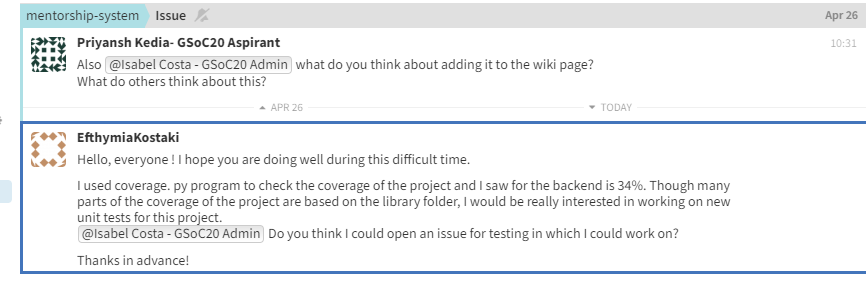 mentorship-system Issue Apr 26
Priyansh Kedia- GSoC20 Aspirant 10:31
Also @Isabel Costa - GSoC20 Admin what do you think about adding it to the wiki page?
What do others think about this?
APR 26 TODAY
EfthymiaKostaki
Hello, everyone ! I hope you are doing well during this difficult time.
I used coverage. py program to check the coverage of the project and I saw for the backend is 34%. Though many
parts of the coverage of the project are based on the library folder, I would be really interested in working on new
unit tests for this project.
@Isabel Costa - GSoC20 Admin Do you think I could open an issue for testing in which I could work on?
Thanks in advance!